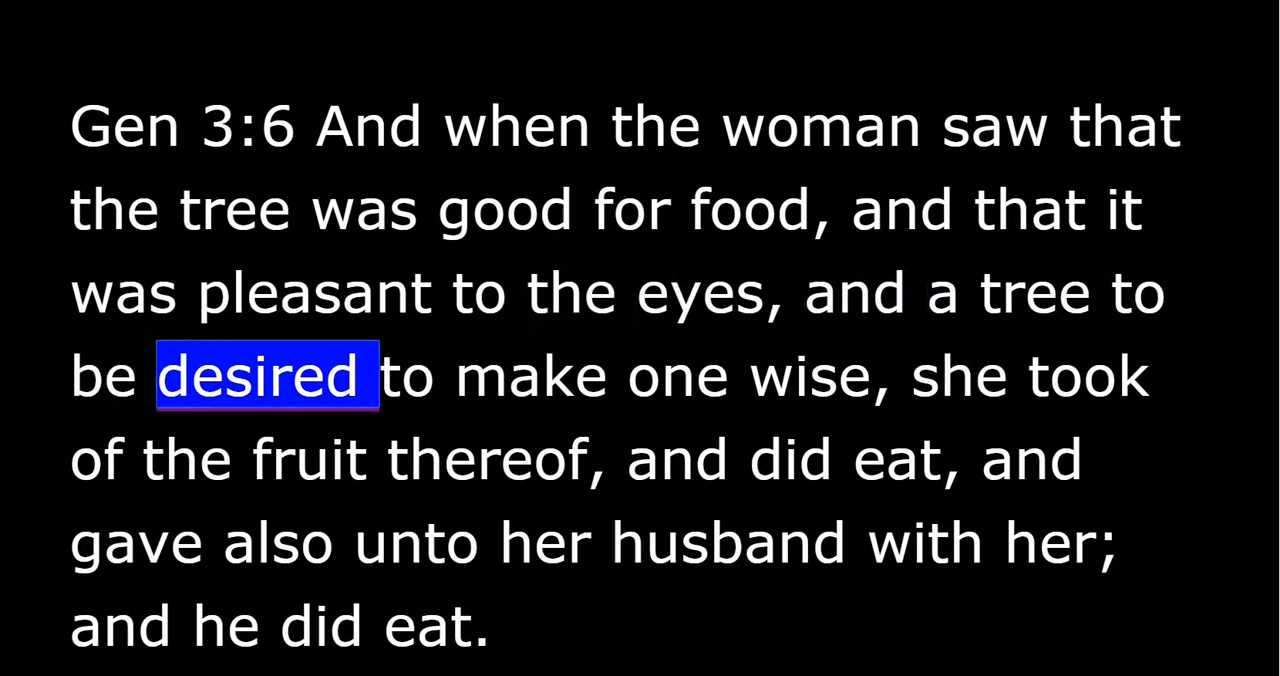 Gen 3:6 And when the woman saw that
the tree was good for food, and that it
was pleasant to the eyes, and a tree to
be desired to make one wise, she took
of the fruit thereof, and did eat, and
gave also unto her husband with her;
and he did eat.